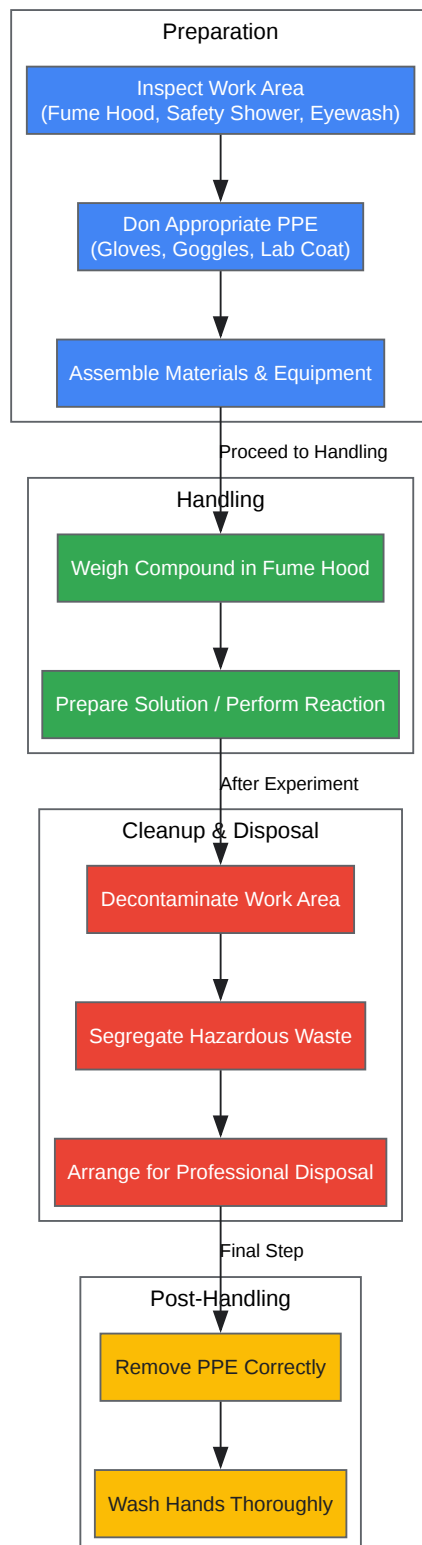 Preparation
Inspect Work Area
(Fume Hood, Safety Shower, Eyewash)
Don Appropriate PPE
(Gloves, Goggles, Lab Coat)
Assemble Materials & Equipment
Proceed to Handling
Handling
Weigh Compound in Fume Hood
Prepare Solution / Perform Reaction
After Experiment
Cleanup & Disposal
Decontaminate Work Area
Segregate Hazardous Waste
Arrange for Professional Disposal
Final Step
Post-Handling
Remove PPE Correctly
Wash Hands Thoroughly